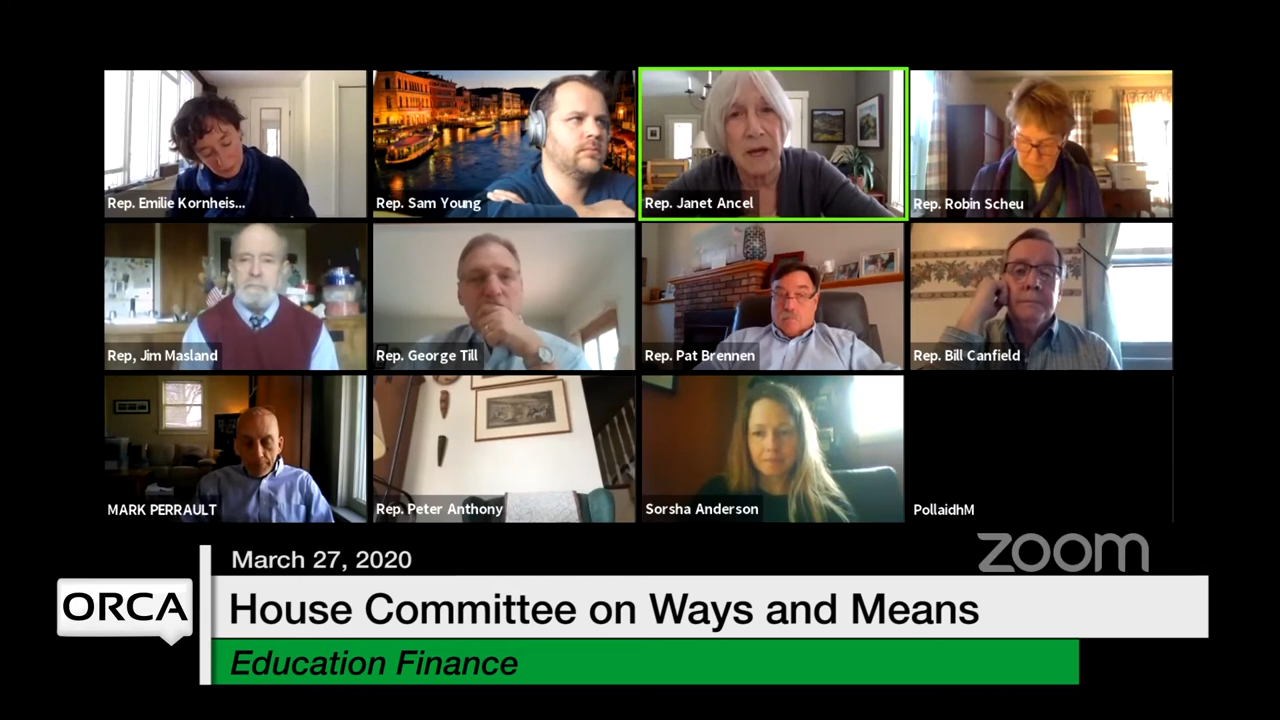 Rep. Emilie Kornheis...
Rep. Sam Young
Rep. Janet Ancel
Rep. Robin Scheu
Rep, Jim Masland
Rep. George Till
Rep. Pat Brennen
Rep. Bill Canfield
MARK PERRAULT
Rep. Peter Anthony
Sorsha Anderson
PollaidhM
zoom
March 27, 2020
ORCA
House Committee on Ways and Means
Education Finance